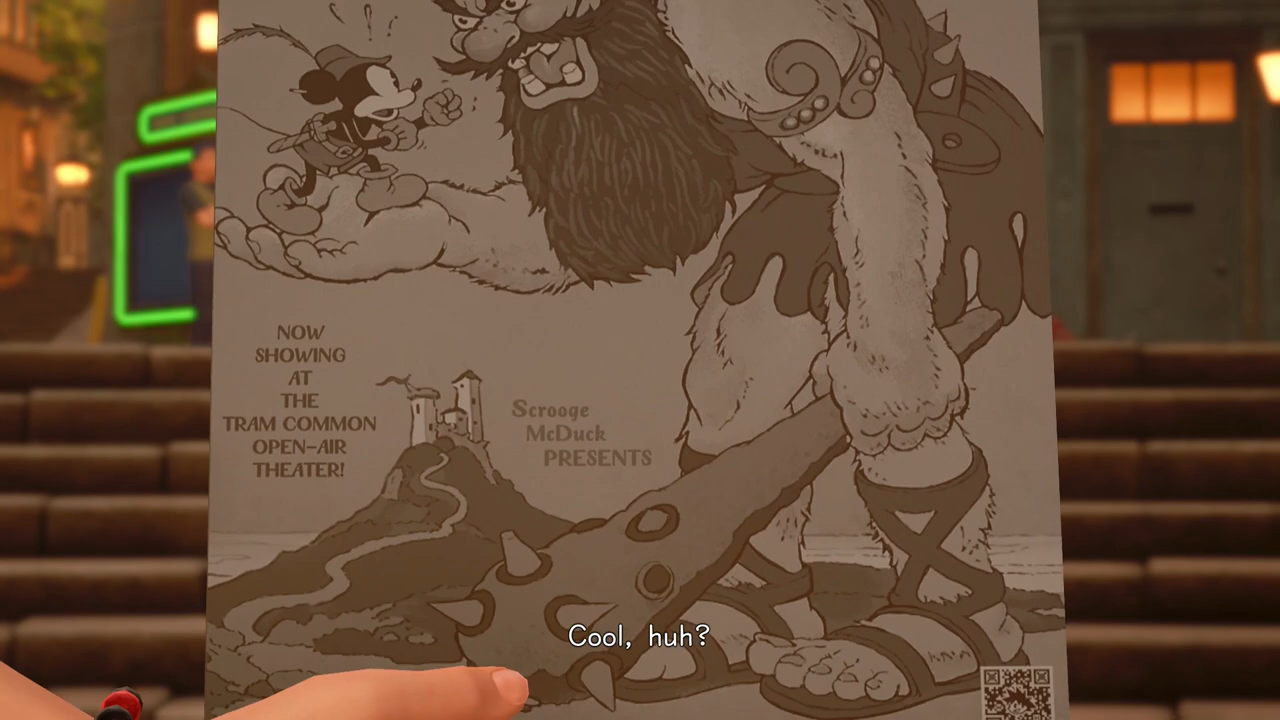 NOW
SHOWING
AT
THE
TRAM COMMON
OPEN-AIR
THEATER!
Scrooge
McDuck
PRESENTS
Cool, huh?